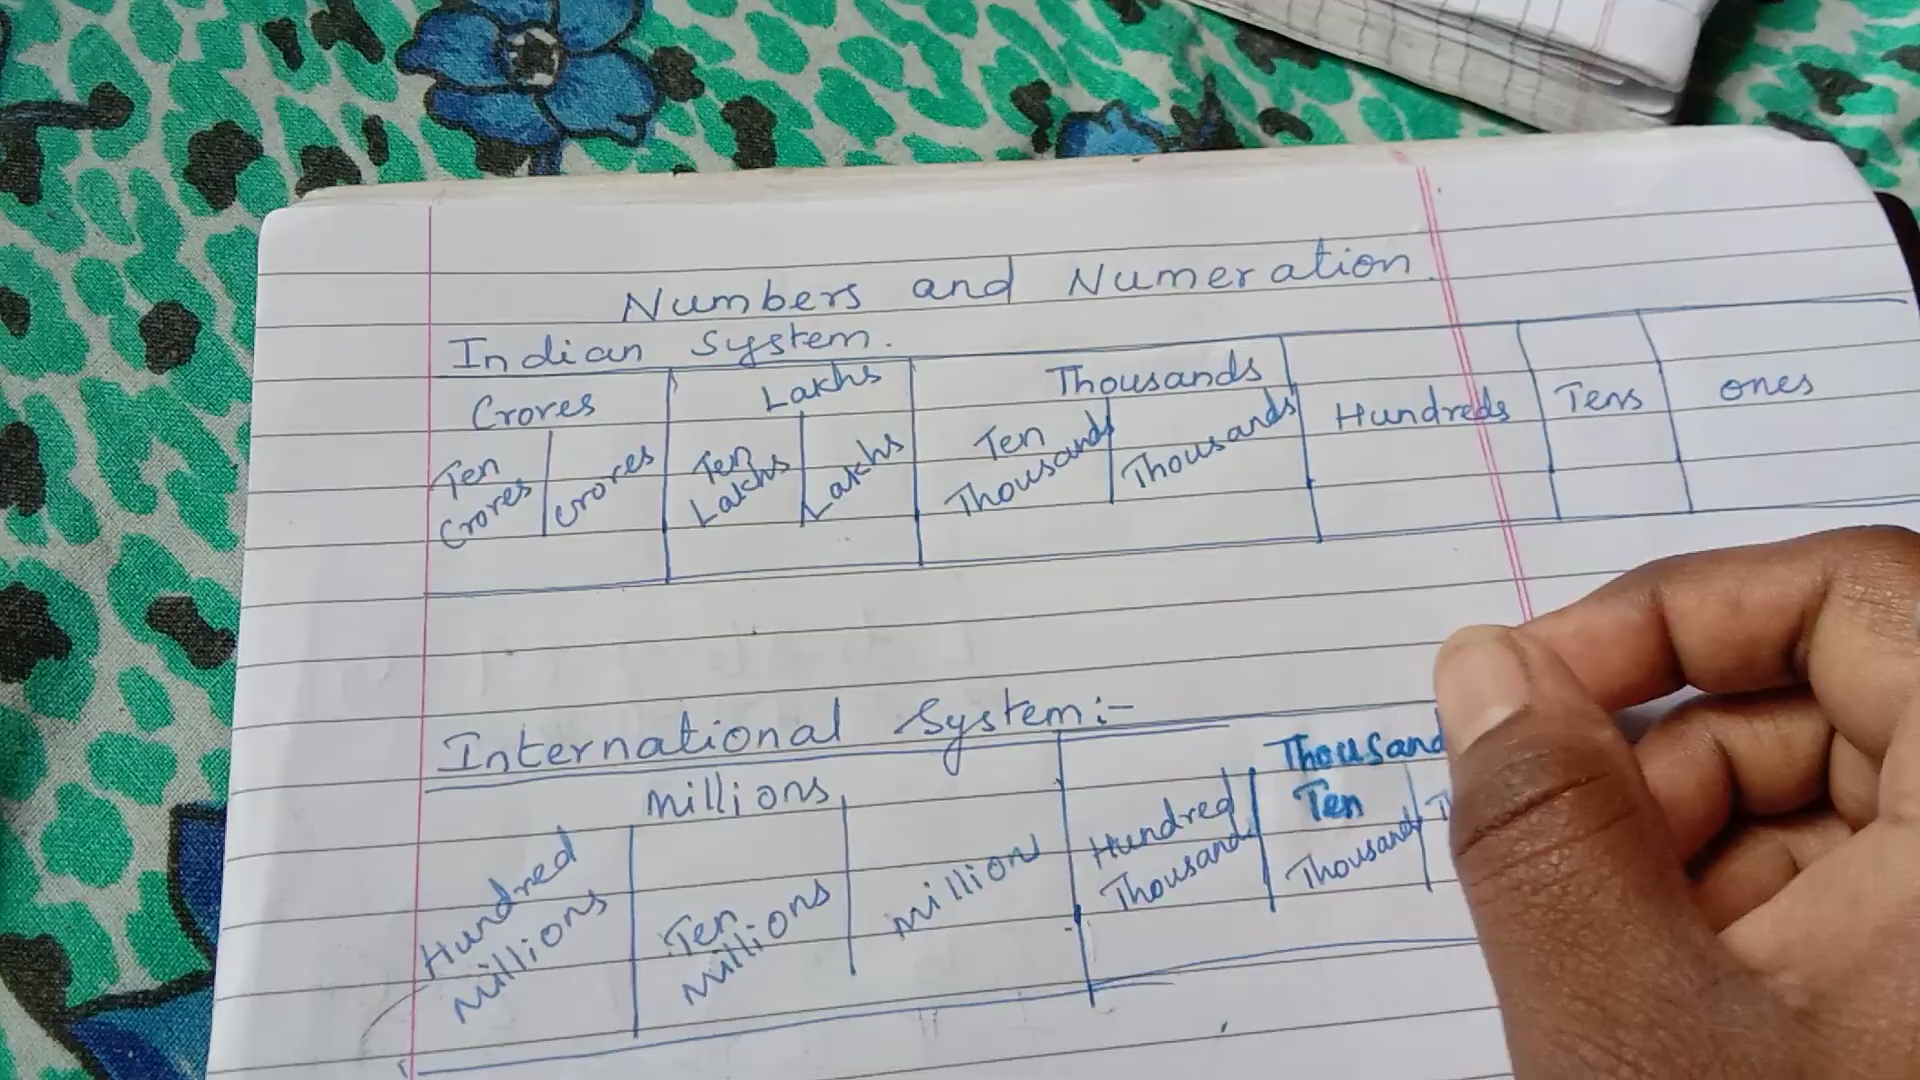 Numbers and Numeration
Indian System.
Crores Lakhs Thousands Hundreds Tens ones
Ten Crores Crores Ten Lakhs Lakhs Ten Thousands Thousands
International System:-
Millions Thousand
Hundred Millions Ten Millions Millions Hundred Thousand Ten Thousand